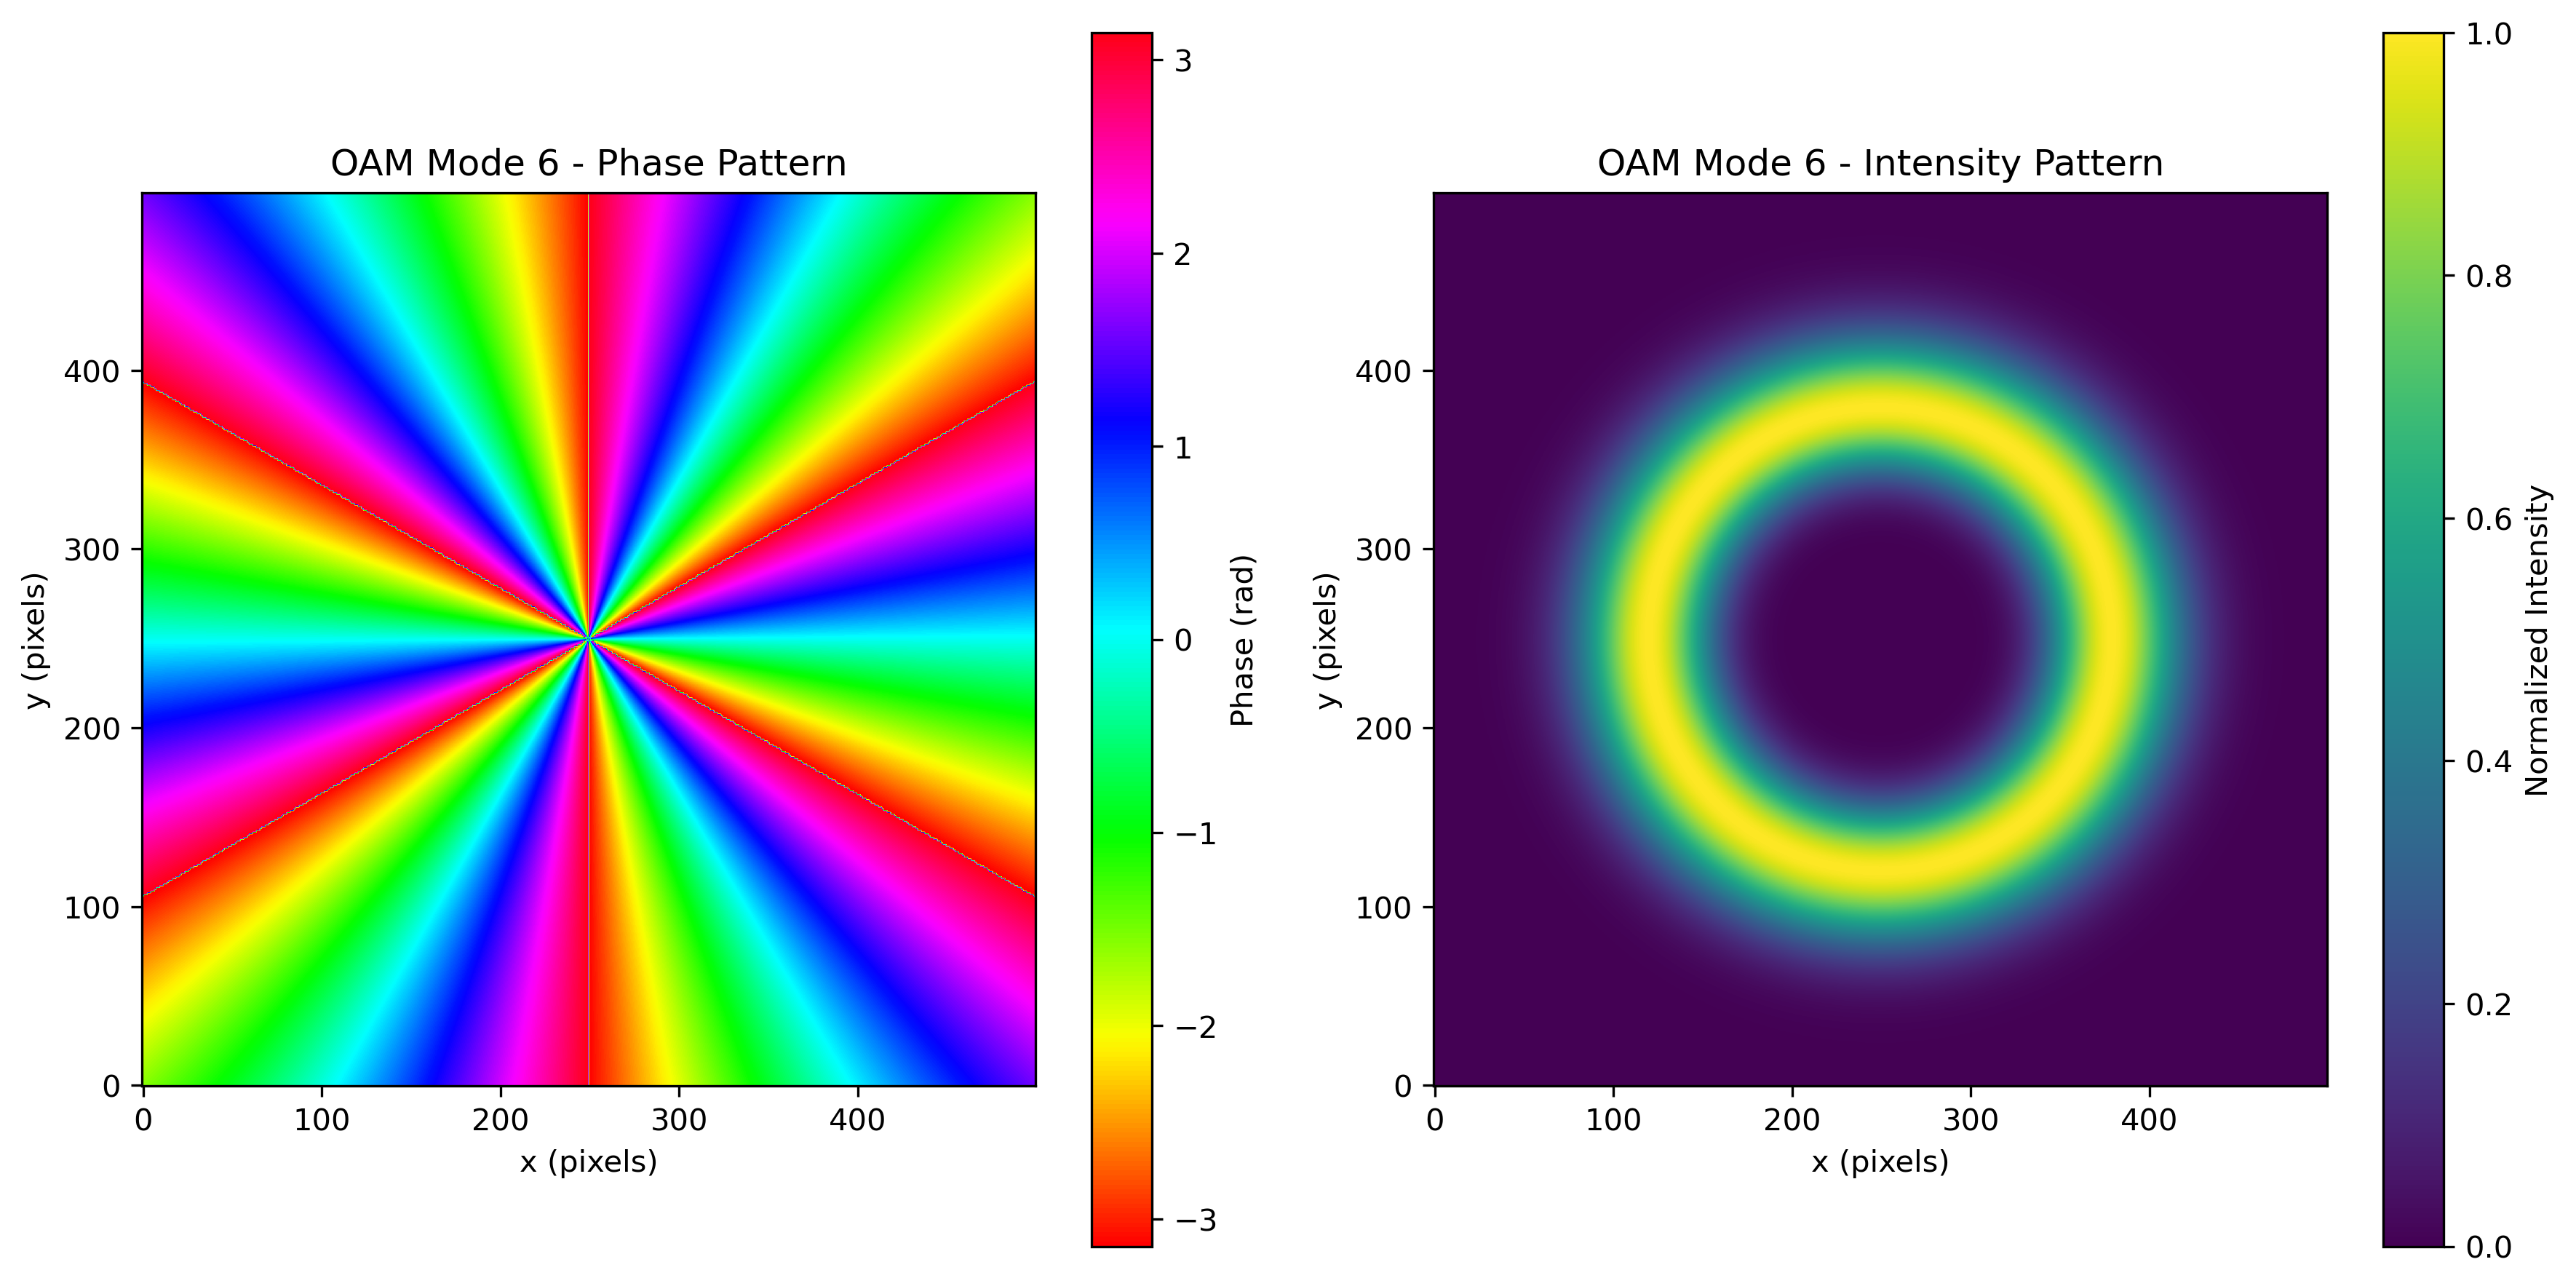 OAM Mode 6 - Phase Pattern
y (pixels)
400
300
200
100
0
0 100 200 300 400
x (pixels)
3
2
1
0
−1
−2
−3
Phase (rad)
OAM Mode 6 - Intensity Pattern
y (pixels)
400
300
200
100
0
0 100 200 300 400
x (pixels)
1.0
0.8
0.6
0.4
0.2
0.0
Normalized Intensity